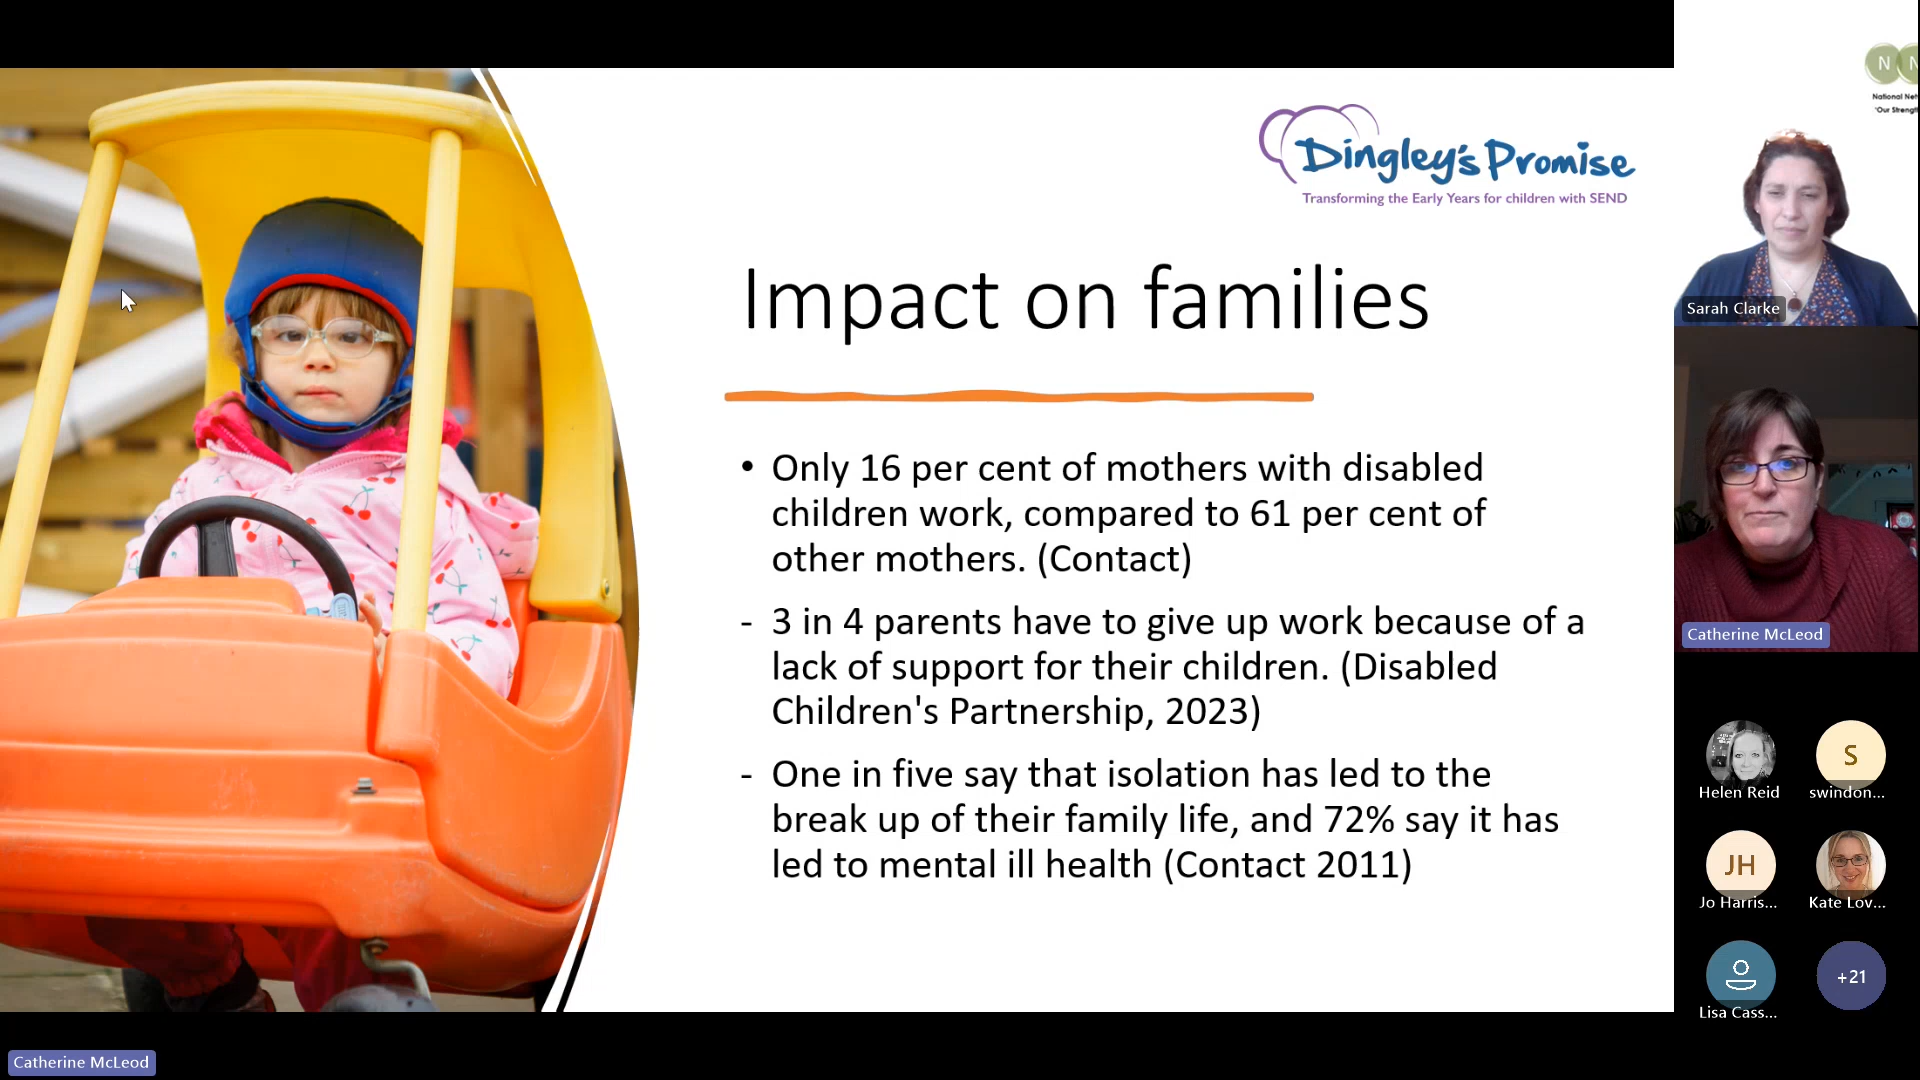 Dingley's Promise
Transforming the Early Years for children with SEND
Impact on families
• Only 16 per cent of mothers with disabled
children work, compared to 61 per cent of
other mothers. (Contact)
- 3 in 4 parents have to give up work because of a
lack of support for their children. (Disabled
Children's Partnership, 2023)
- One in five say that isolation has led to the
break up of their family life, and 72% say it has
led to mental ill health (Contact 2011)
Catherine McLeod
N N
National Net
'Our Strengt
Sarah Clarke
Catherine McLeod
Helen Reid
S
swindon...
JH
Jo Harris...
Kate Lov...
Lisa Cass...
+21